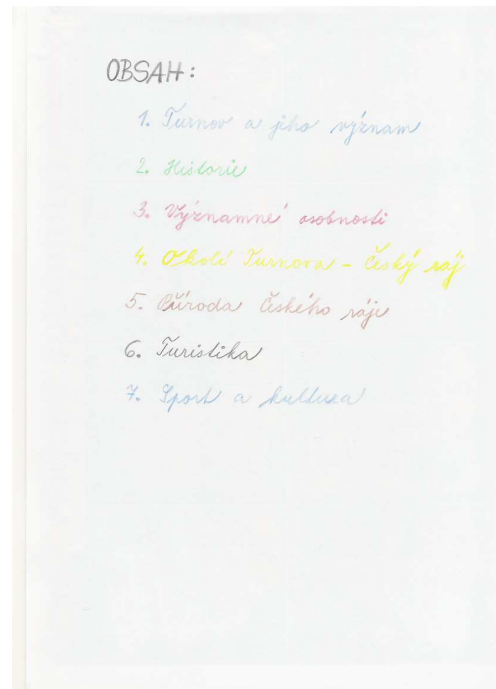 OBSAH:
1. Turnov a jeho význam
2. Historie
3. Významné osobnosti
4. Okolí Turnova - Český ráj
5. Příroda Českého ráje
6. Turistika
7. Sport a kultura